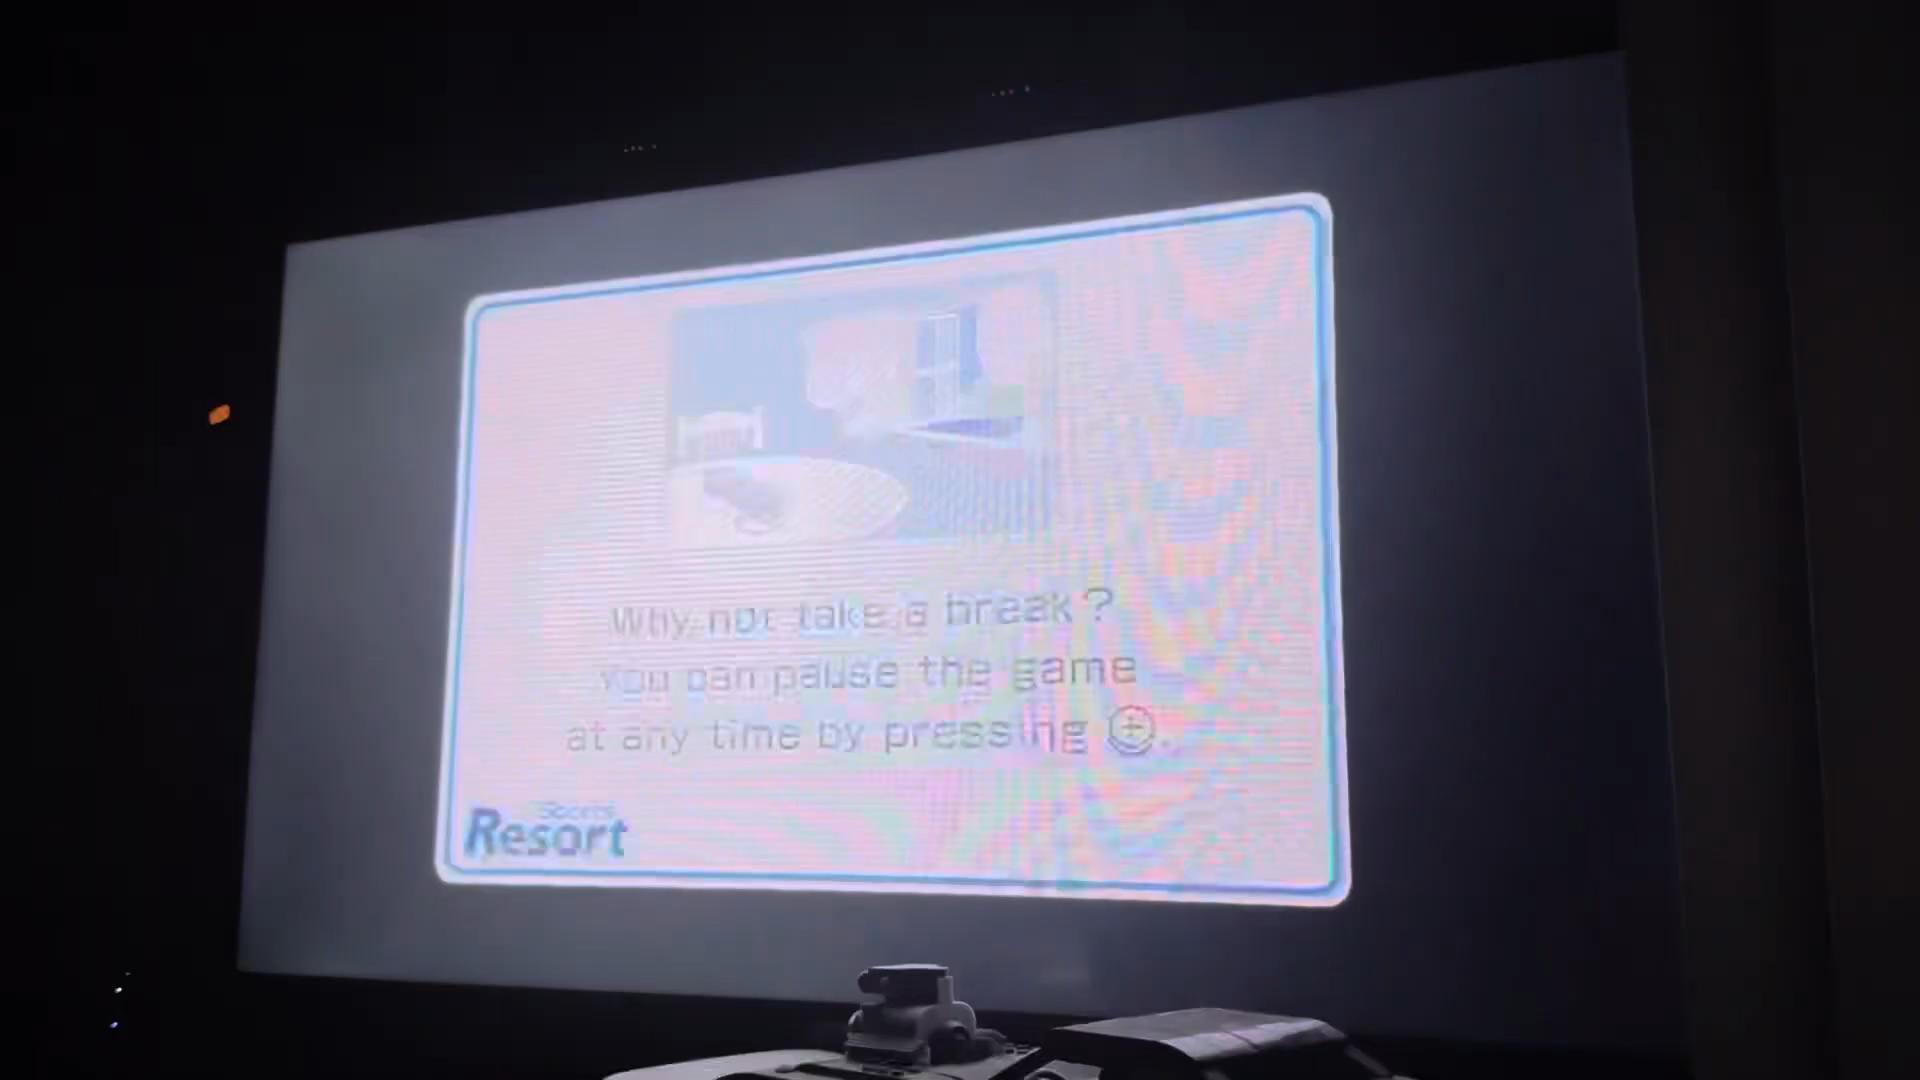 Why not take a break?
You can pause the game
at any time by pressing ⊕.
Sports
Resort